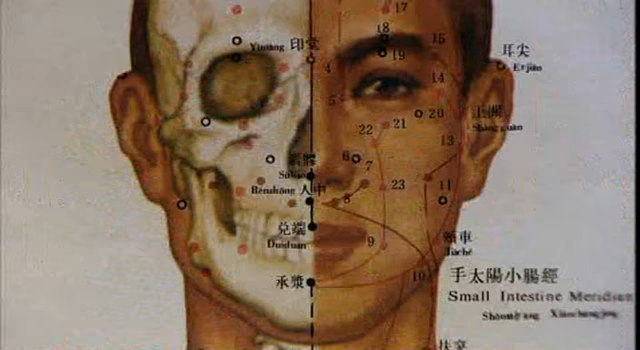 17
18
15
Yintang 印堂
19
耳尖
Erjian
4
14
5
20
上關
Shangguan
21
22
13
素髎
6
7
Renzhong 人中
23
11
8
兌端
Duiduan
9
頰車
Jiache
10
承漿
手太陽小腸經
Small Intestine Meridian
扶突